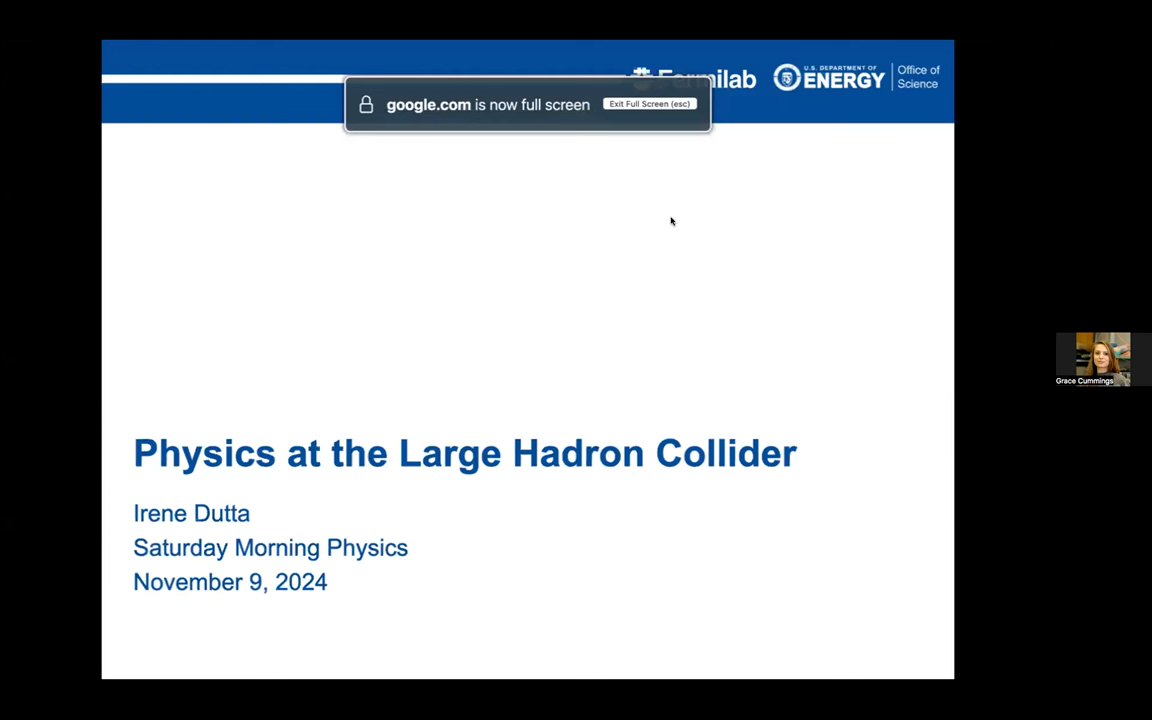 Fermilab
U.S. DEPARTMENT OF
ENERGY
Office of
Science
google.com is now full screen
Exit Full Screen (esc)
Physics at the Large Hadron Collider
Irene Dutta
Saturday Morning Physics
November 9, 2024
Grace Cummings